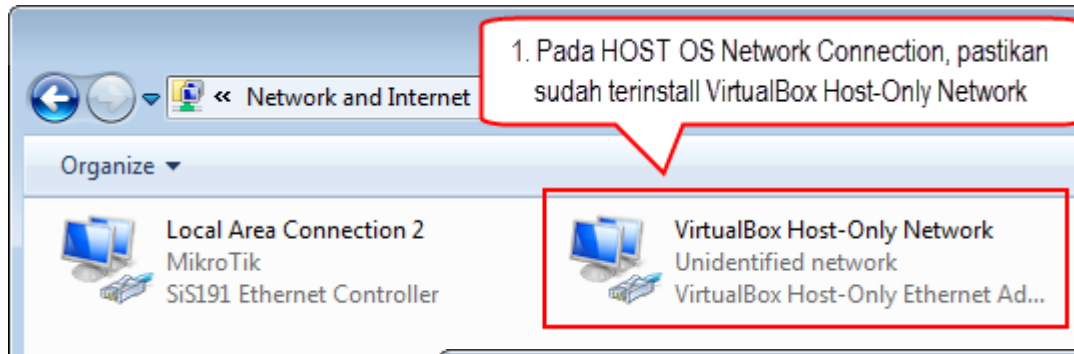 1. Pada HOST OS Network Connection, pastikan
sudah terinstall VirtualBox Host-Only Network
« Network and Internet
Organize
Local Area Connection 2
MikroTik
SiS191 Ethernet Controller
VirtualBox Host-Only Network
Unidentified network
VirtualBox Host-Only Ethernet Ad...